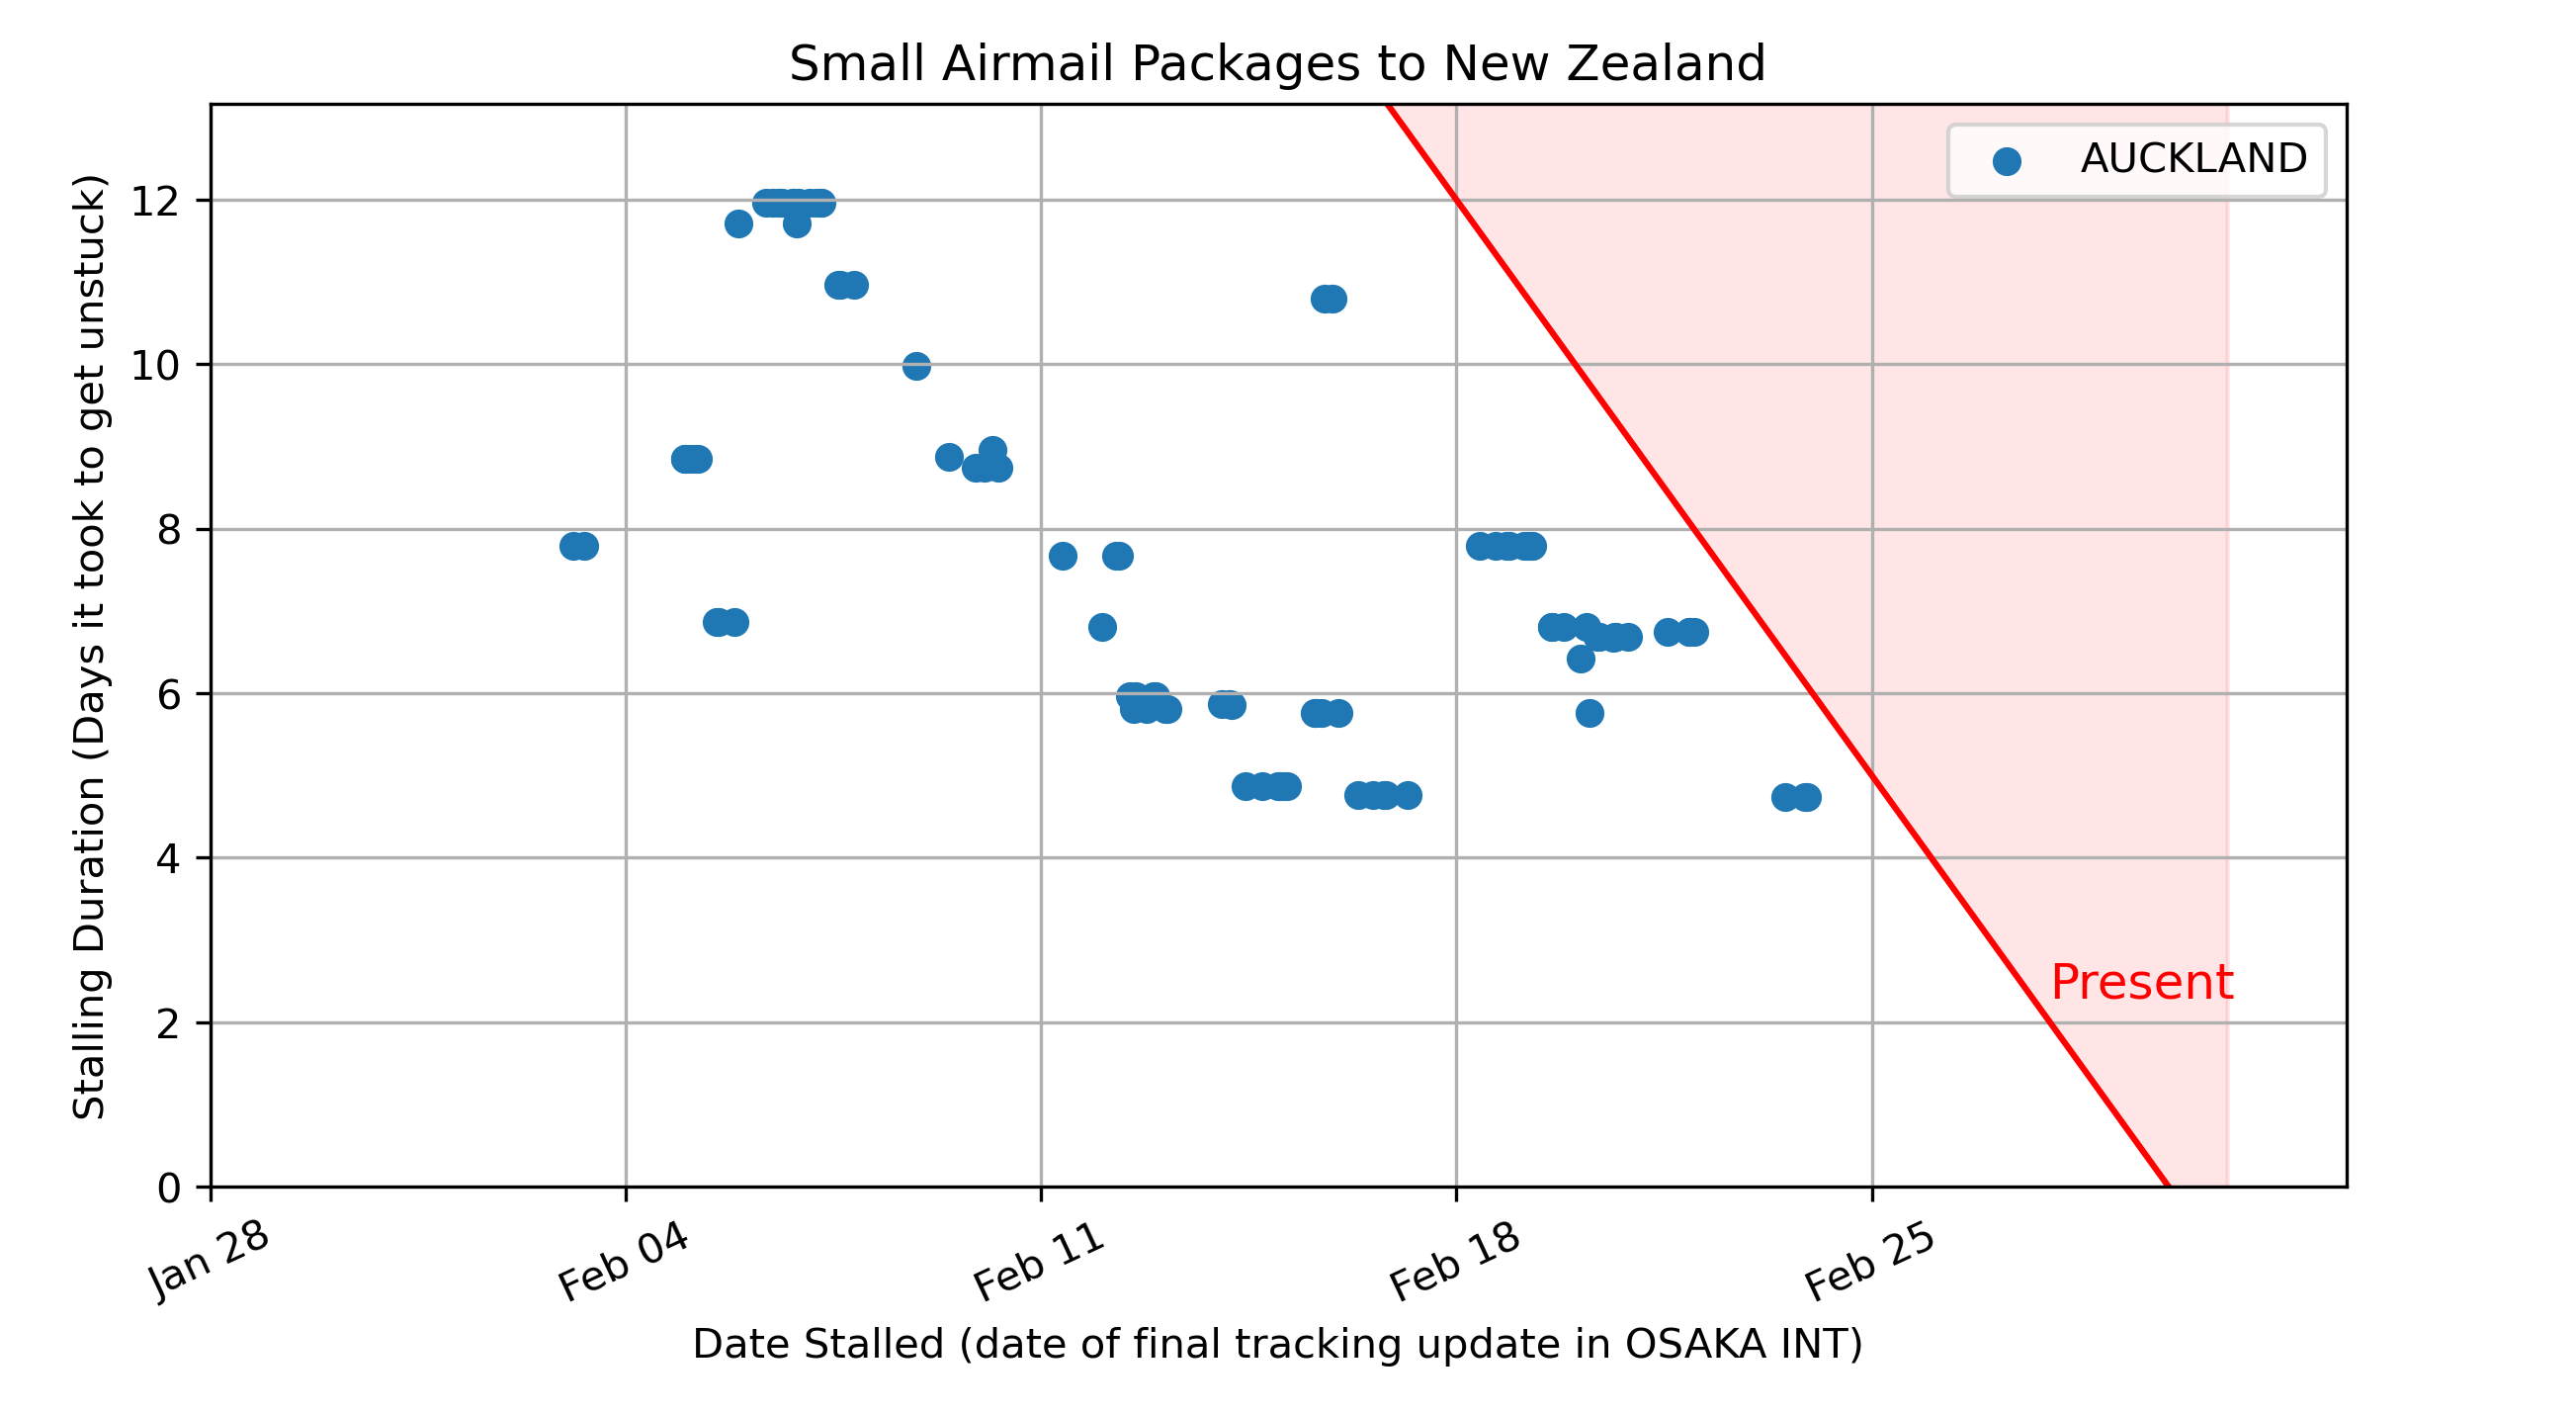 Small Airmail Packages to New Zealand
AUCKLAND
Stalling Duration (Days it took to get unstuck)
12
10
8
6
4
2
0
Present
Jan 28
Feb 04
Feb 11
Feb 18
Feb 25
Date Stalled (date of final tracking update in OSAKA INT)